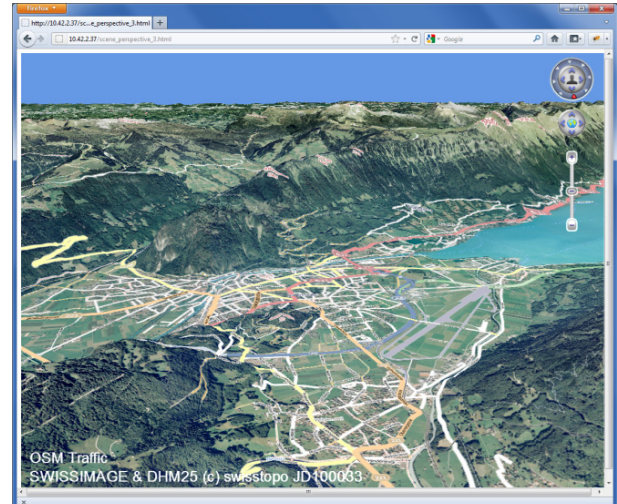 Firefox
http://10.42.2.37/sc...e_perspective_3.html
10.42.2.37/scene_perspective_3.html
Google
OSM Traffic
SWISSIMAGE & DHM25 (c) swisstopo JD100033